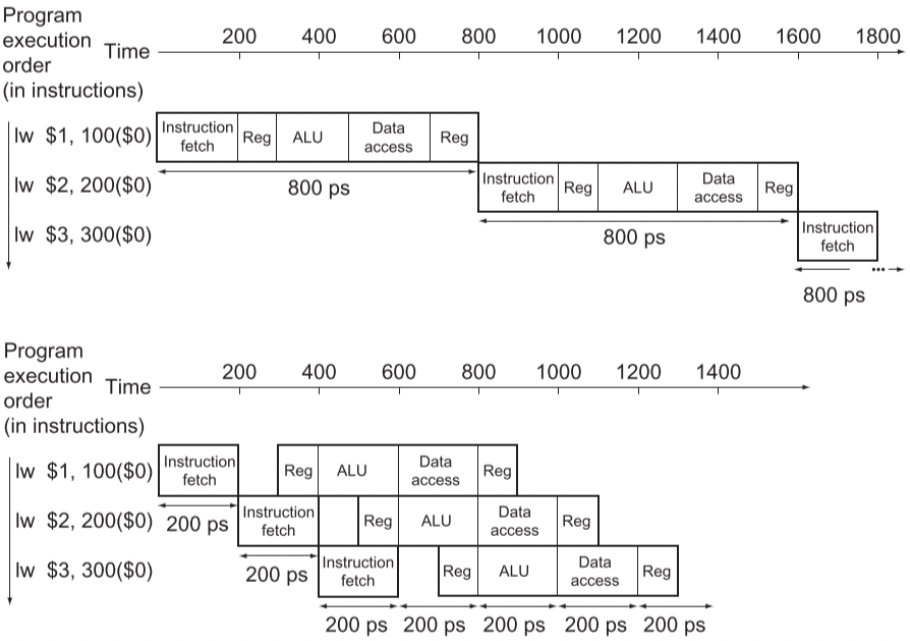 Program
execution
order
(in instructions)
Time
200 400 600 800 1000 1200 1400 1600 1800
lw $1, 100($0)
Instruction
fetch
Reg
ALU
Data
access
Reg
800 ps
lw $2, 200($0)
Instruction
fetch
Reg
ALU
Data
access
Reg
800 ps
lw $3, 300($0)
Instruction
fetch
...
800 ps
Program
execution
order
(in instructions)
Time
200 400 600 800 1000 1200 1400
lw $1, 100($0)
Instruction
fetch
Reg
ALU
Data
access
Reg
200 ps
lw $2, 200($0)
Instruction
fetch
Reg
ALU
Data
access
Reg
200 ps
lw $3, 300($0)
Instruction
fetch
Reg
ALU
Data
access
Reg
200 ps 200 ps 200 ps 200 ps 200 ps